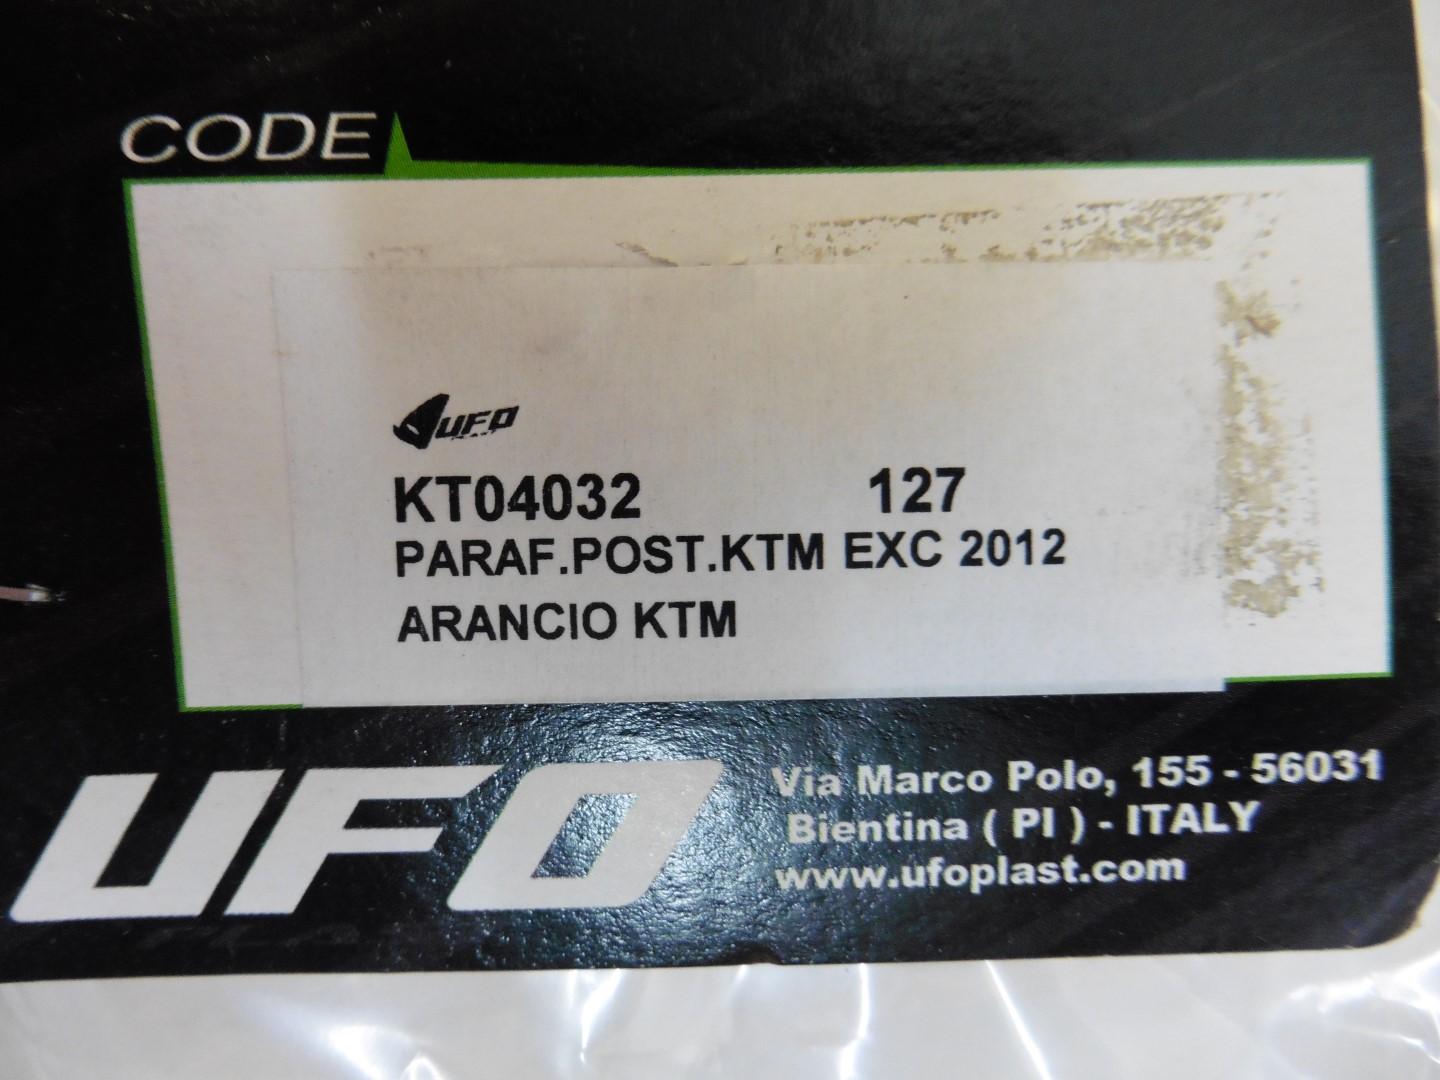 CODE
UFO
KT04032 127
PARAF.POST.KTM EXC 2012
ARANCIO KTM
UFO
Via Marco Polo, 155 - 56031
Bientina ( PI ) - ITALY
www.ufoplast.com